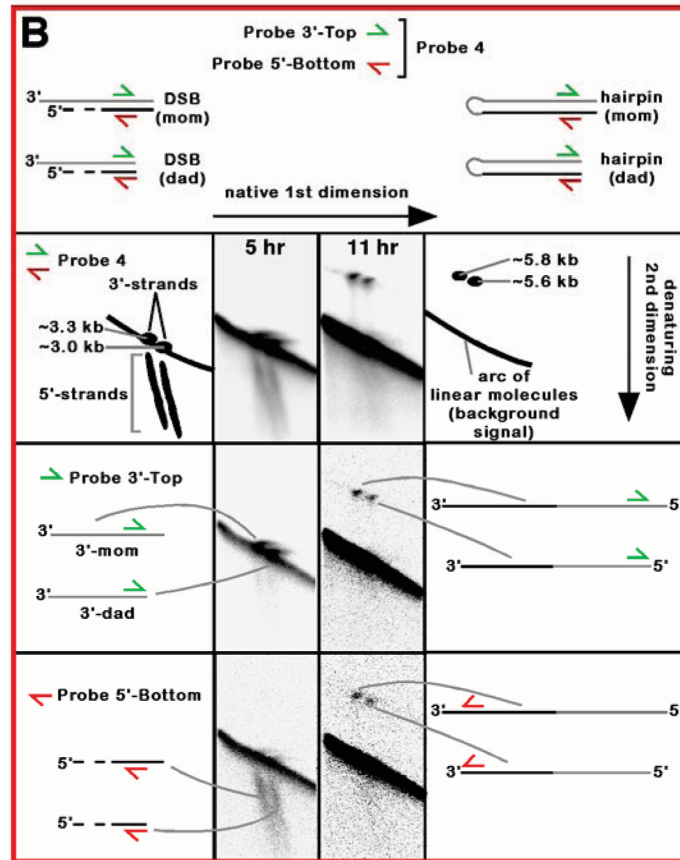 B
Probe 3'-Top
Probe 5'-Bottom
Probe 4
3'
5'
DSB
(mom)
3'
5'
DSB
(dad)
hairpin
(mom)
hairpin
(dad)
native 1st dimension
Probe 4
3'-strands
~3.3 kb
~3.0 kb
5'-strands
5 hr
11 hr
~5.8 kb
~5.6 kb
arc of
linear molecules
(background
signal)
denaturing
2nd dimension
Probe 3'-Top
3'
3'-mom
3'
3'-dad
3'
5'
3'
5'
Probe 5'-Bottom
5'
5'
3'
5'
3'
5'